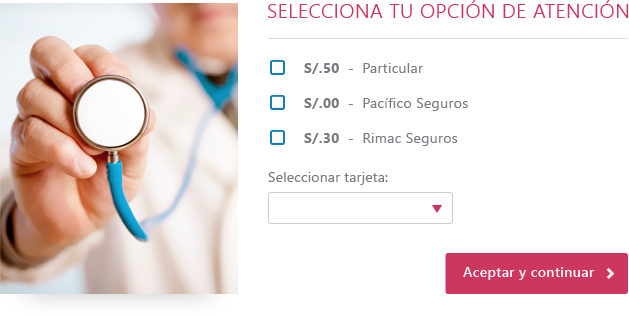 SELECCIONA TU OPCIÓN DE ATENCIÓN
S/.50 - Particular
S/.00 - Pacífico Seguros
S/.30 - Rimac Seguros
Seleccionar tarjeta:
Aceptar y continuar